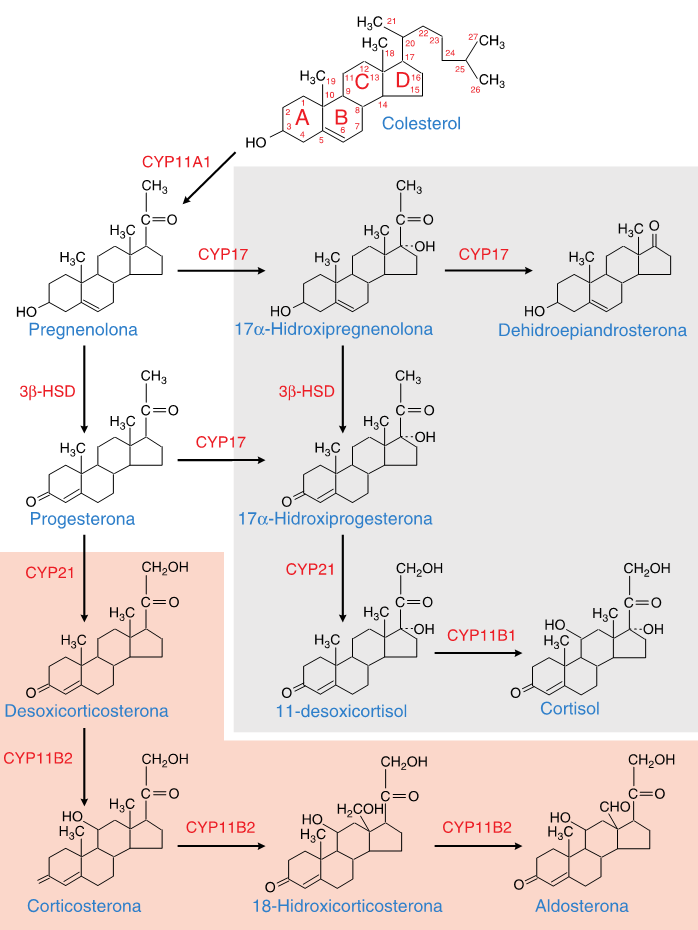 H₃C 21
22
27 CH₃
20
23
H₃C
18
24
17
25
12
CH₃
H₃C
19
11
C
13
D
16
26
1
9
14
15
2
10
8
A
B
3
5
7
4
6
HO
Colesterol
CYP11A1
CH₃
C=O
H₃C
H₃C
HO
Pregnenolona
CYP17
CH₃
C=O
H₃C
OH
H₃C
HO
17α-Hidroxipregnenolona
CYP17
O
H₃C
H₃C
HO
Dehidroepiandrosterona
3β-HSD
3β-HSD
CH₃
C=O
H₃C
H₃C
O
Progesterona
CYP17
CH₃
C=O
H₃C
OH
H₃C
O
17α-Hidroxiprogesterona
CYP21
CYP21
CH₂OH
C=O
H₃C
H₃C
O
Desoxicorticosterona
CH₂OH
C=O
H₃C
OH
H₃C
O
11-desoxicortisol
CYP11B1
CH₂OH
C=O
H₃C
HO
OH
H₃C
O
Cortisol
CYP11B2
CH₂OH
C=O
H₃C
HO
H₃C
Corticosterona
CYP11B2
CH₂OH
C=O
H₂COH
HO
H₃C
O
18-Hidroxicorticosterona
CYP11B2
CH₂OH
C=O
CHO
HO
H₃C
O
Aldosterona